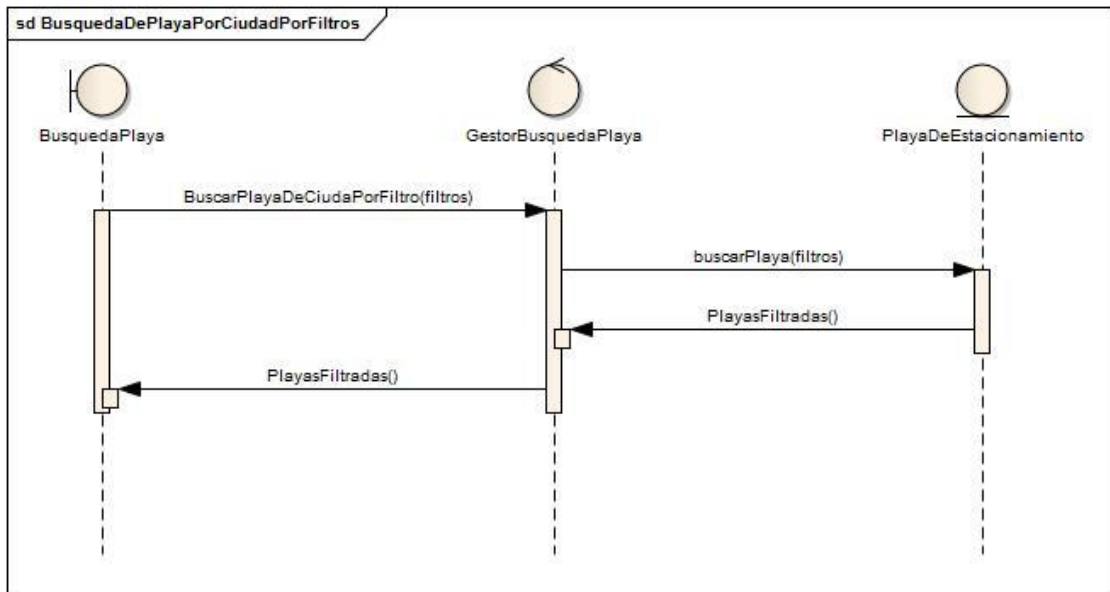 sd BusquedaDePlayaPorCiudadPorFiltros
BusquedaPlaya
GestorBusquedaPlaya
PlayaDeEstacionamiento
BuscarPlayaDeCiudaPorFiltro(filtros)
buscarPlaya(filtros)
PlayasFiltradas()
PlayasFiltradas()